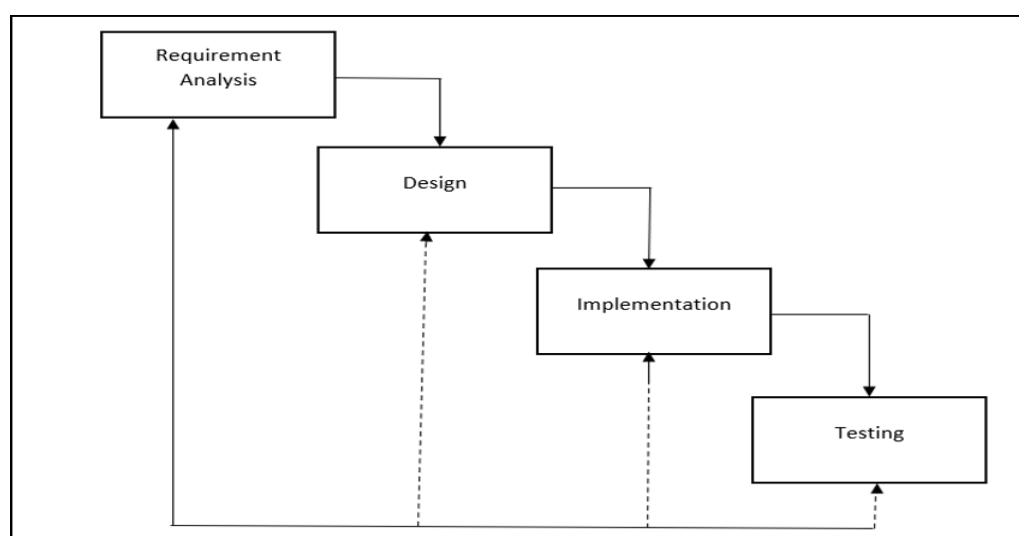 Requirement
Analysis
Design
Implementation
Testing